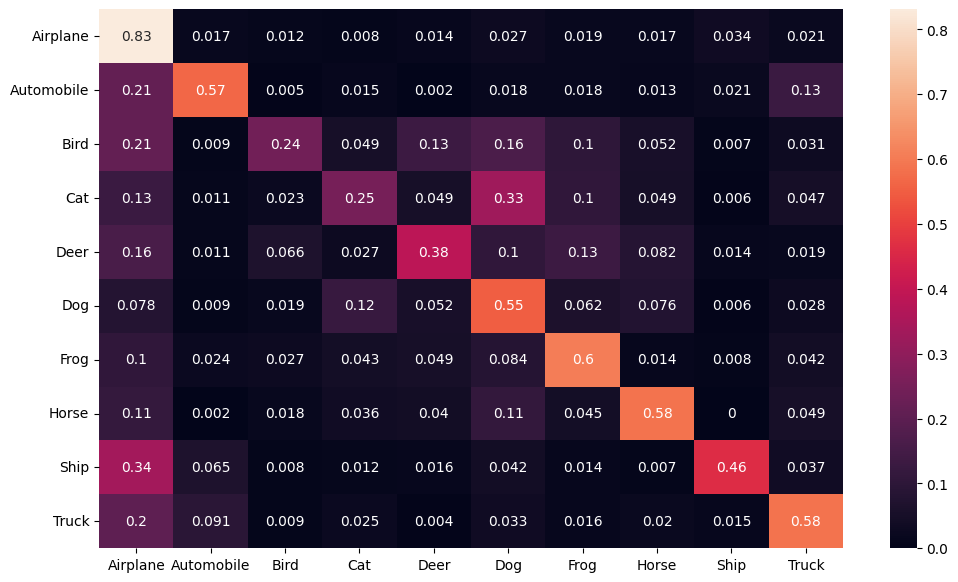 Airplane 0.83 0.017 0.012 0.008 0.014 0.027 0.019 0.017 0.034 0.021
Automobile 0.21 0.57 0.005 0.015 0.002 0.018 0.018 0.013 0.021 0.13
Bird 0.21 0.009 0.24 0.049 0.13 0.16 0.1 0.052 0.007 0.031
Cat 0.13 0.011 0.023 0.25 0.049 0.33 0.1 0.049 0.006 0.047
Deer 0.16 0.011 0.066 0.027 0.38 0.1 0.13 0.082 0.014 0.019
Dog 0.078 0.009 0.019 0.12 0.052 0.55 0.062 0.076 0.006 0.028
Frog 0.1 0.024 0.027 0.043 0.049 0.084 0.6 0.014 0.008 0.042
Horse 0.11 0.002 0.018 0.036 0.04 0.11 0.045 0.58 0 0.049
Ship 0.34 0.065 0.008 0.012 0.016 0.042 0.014 0.007 0.46 0.037
Truck 0.2 0.091 0.009 0.025 0.004 0.033 0.016 0.02 0.015 0.58
Airplane Automobile Bird Cat Deer Dog Frog Horse Ship Truck
0.8
0.7
0.6
0.5
0.4
0.3
0.2
0.1
0.0